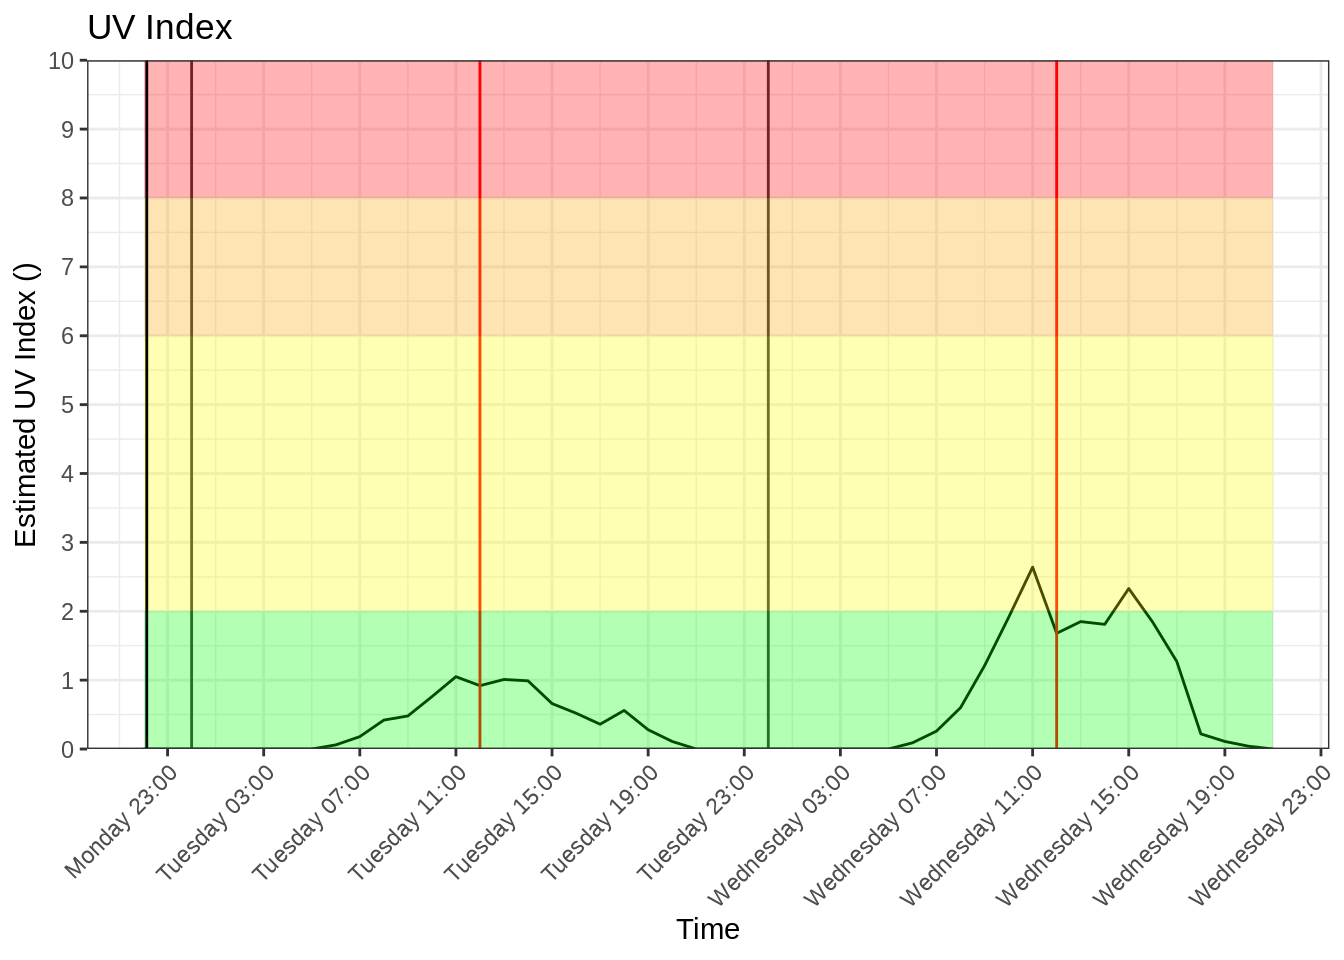 UV Index
Estimated UV Index ()
10
9
8
7
6
5
4
3
2
1
0
Monday 23:00
Tuesday 03:00
Tuesday 07:00
Tuesday 11:00
Tuesday 15:00
Tuesday 19:00
Tuesday 23:00
Wednesday 03:00
Wednesday 07:00
Wednesday 11:00
Wednesday 15:00
Wednesday 19:00
Wednesday 23:00
Time